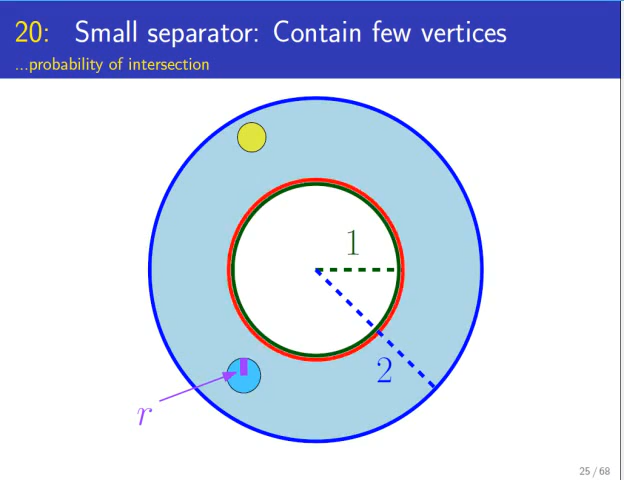 20: Small separator: Contain few vertices
...probability of intersection
1
2
r
25 / 68